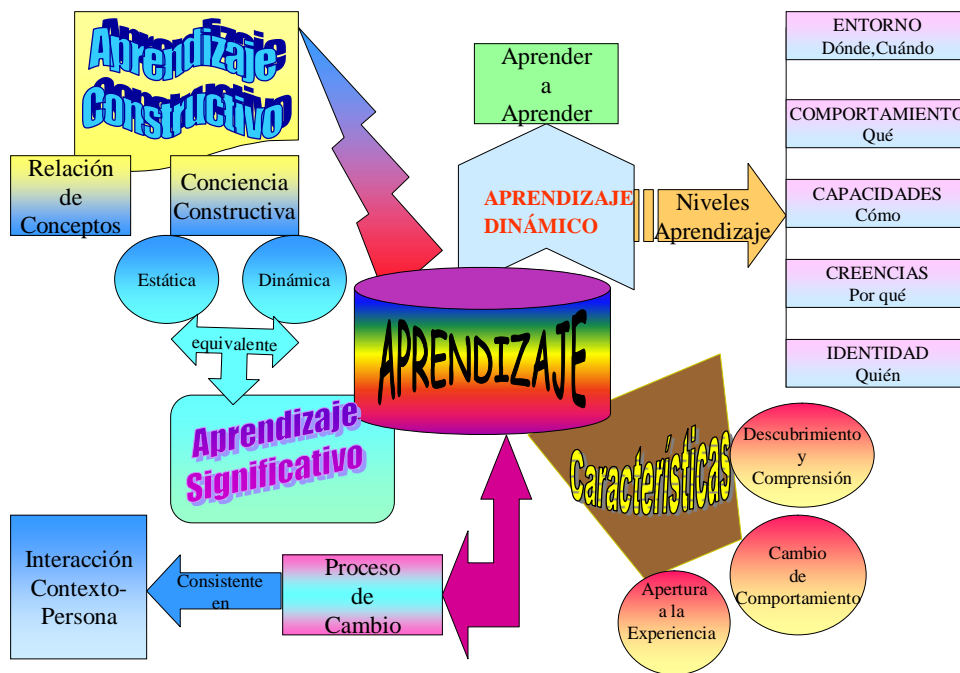 Aprendizaje
Constructivo
Relación
de
Conceptos
Conciencia
Constructiva
Estática
Dinámica
equivalente
Aprendizaje
Significativo
Aprender
a
Aprender
APRENDIZAJE
DINÁMICO
Niveles
Aprendizaje
ENTORNO
Dónde,Cuándo
COMPORTAMIENTO
Qué
CAPACIDADES
Cómo
CREENCIAS
Por qué
IDENTIDAD
Quién
APRENDIZAJE
Características
Descubrimiento
y
Comprensión
Cambio
de
Comportamiento
Apertura
a la
Experiencia
Proceso
de
Cambio
Consistente
en
Interacción
Contexto-
Persona